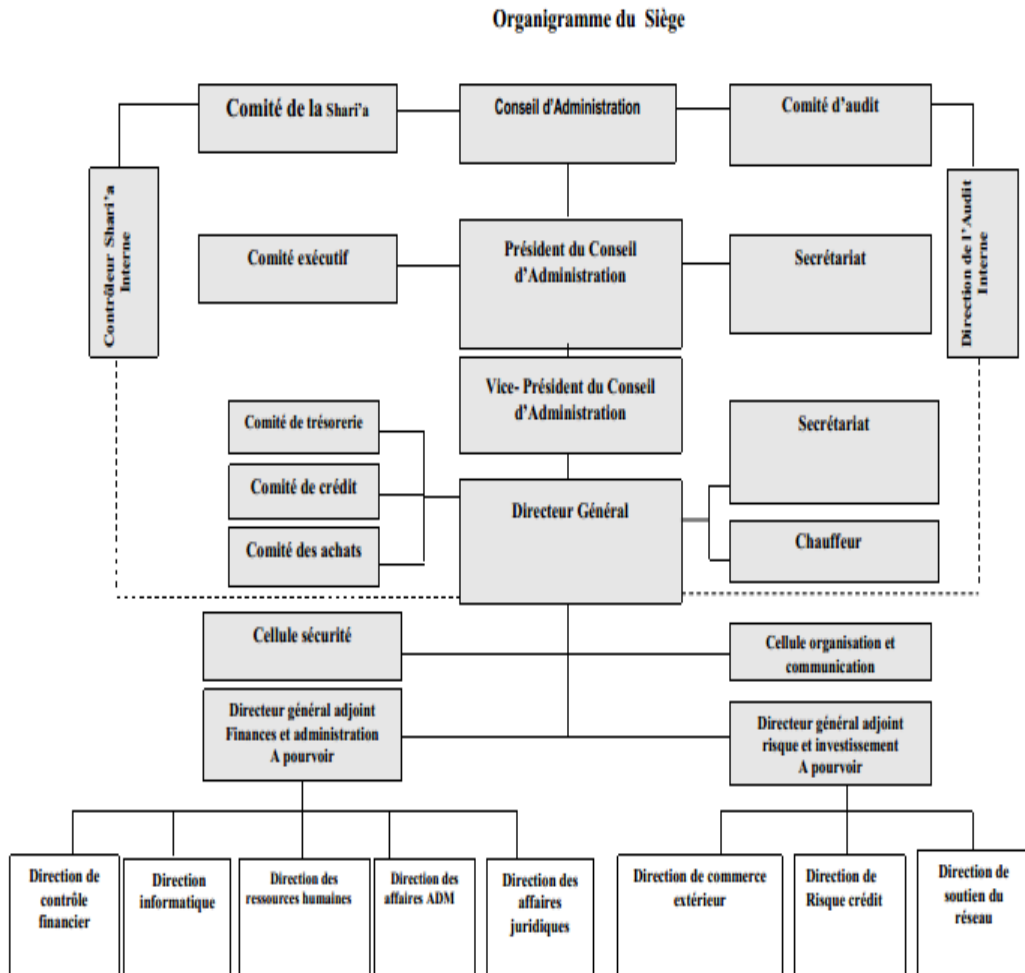 Organigramme du Siège
Comité de la Shari'a
Conseil d'Administration
Comité d'audit
Contrôleur Shari'a
Interne
Direction de l'Audit
Interne
Comité exécutif
Président du Conseil
d'Administration
Secrétariat
Vice- Président du Conseil
d'Administration
Comité de trésorerie
Secrétariat
Comité de crédit
Directeur Général
Comité des achats
Chauffeur
Cellule sécurité
Cellule organisation et
communication
Directeur général adjoint
Finances et administration
A pourvoir
Directeur général adjoint
risque et investissement
A pourvoir
Direction de
contrôle
financier
Direction
informatique
Direction des
ressources humaines
Direction des
affaires ADM
Direction des
affaires
juridiques
Direction de commerce
extérieur
Direction de
Risque crédit
Direction de
soutien du
réseau